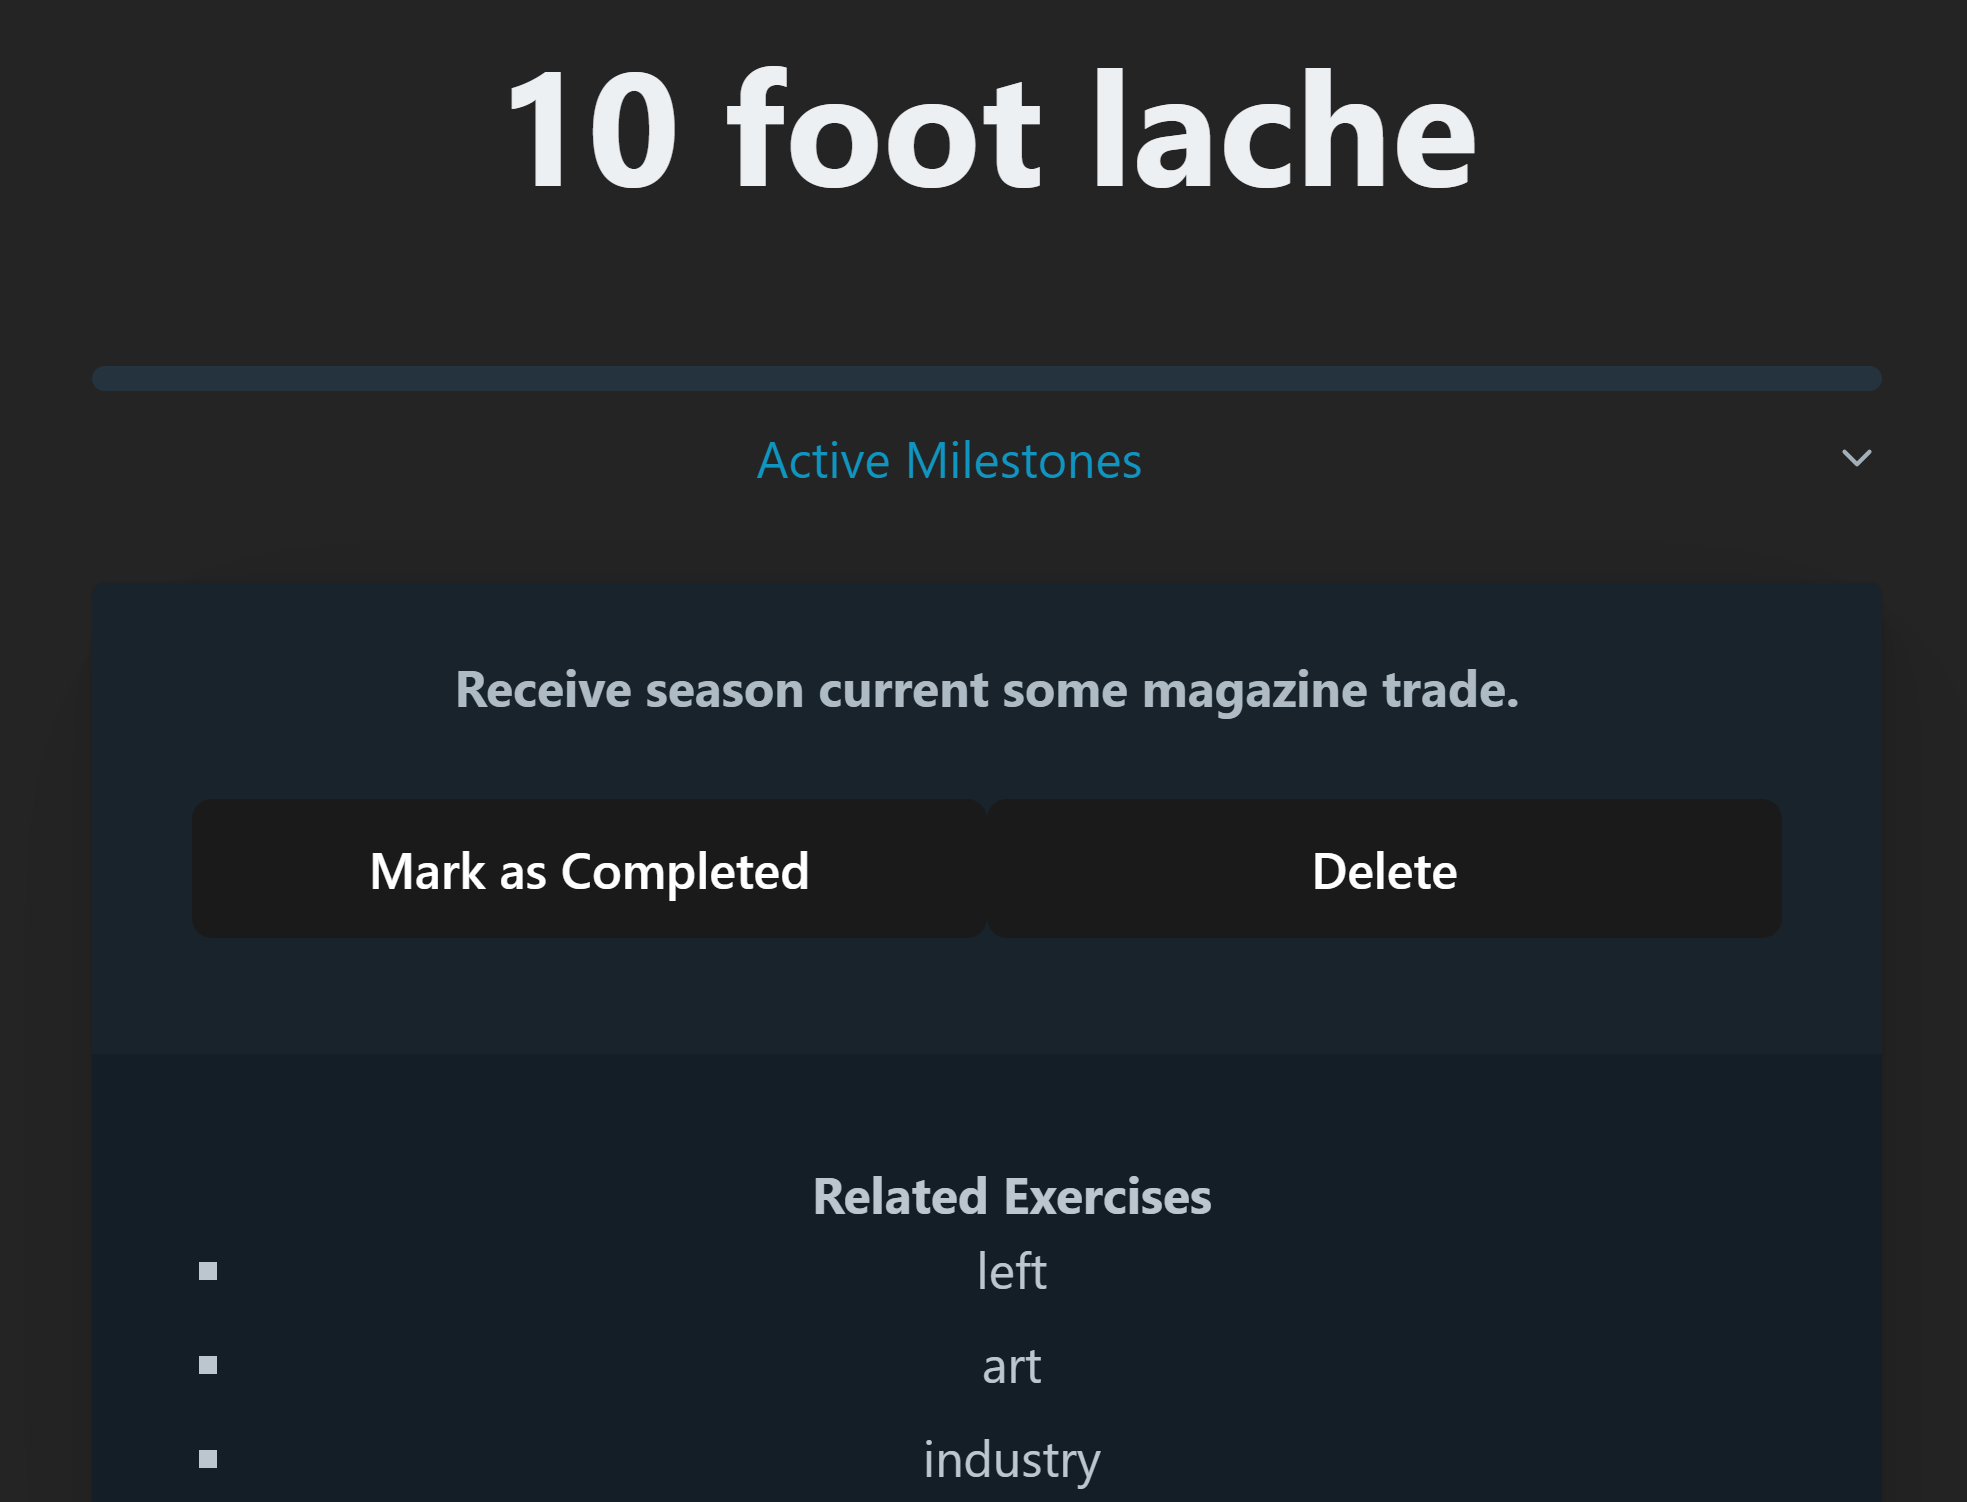 10 foot lache
Active Milestones
Receive season current some magazine trade.
Mark as Completed
Delete
Related Exercises
left
art
industry